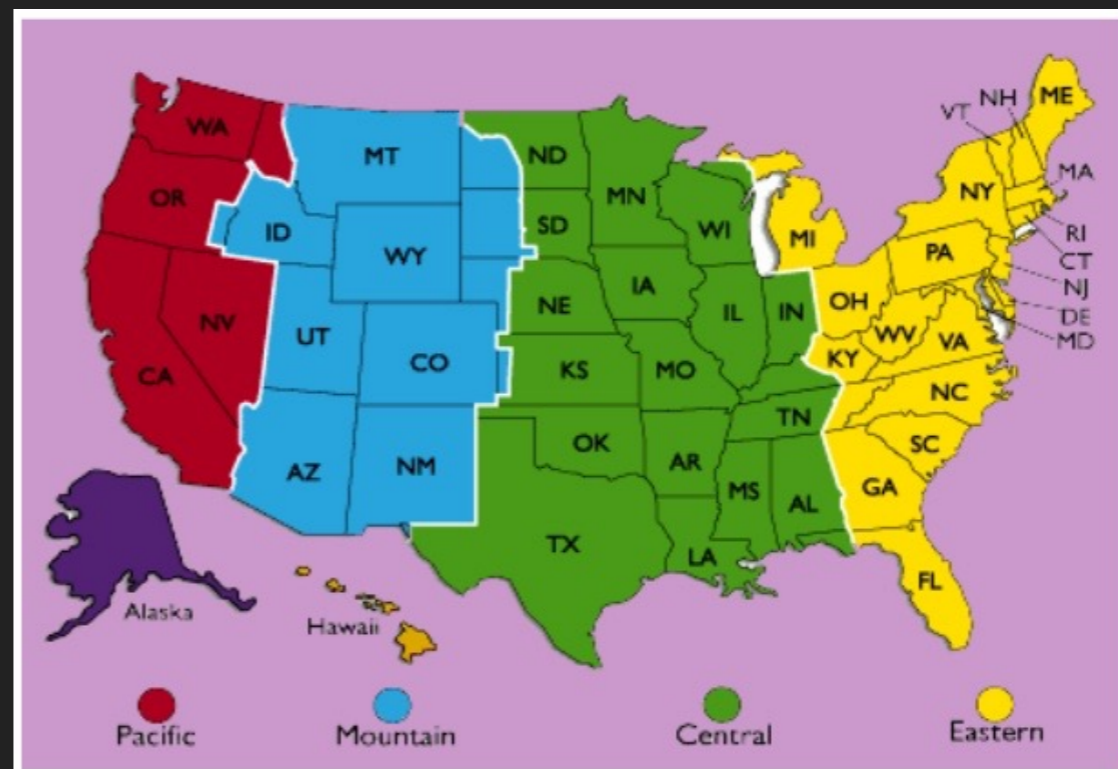 WA
OR
CA
NV
ID
MT
WY
UT
CO
AZ
NM
ND
SD
NE
KS
OK
TX
MN
IA
MO
AR
LA
WI
IL
IN
TN
MS
AL
MI
OH
KY
WV
VA
NC
SC
GA
FL
PA
NY
VT
NH
ME
MA
RI
CT
NJ
DE
MD
Alaska
Hawaii
Pacific
Mountain
Central
Eastern